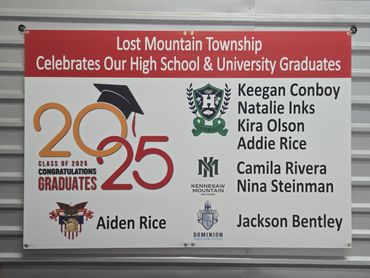 Lost Mountain Township
Celebrates Our High School & University Graduates
2025
CLASS OF 2025
CONGRATULATIONS
GRADUATES
Keegan Conboy
Natalie Inks
Kira Olson
Addie Rice
KENNESAW
MOUNTAIN
Camila Rivera
Nina Steinman
Aiden Rice
DOMINION
Jackson Bentley